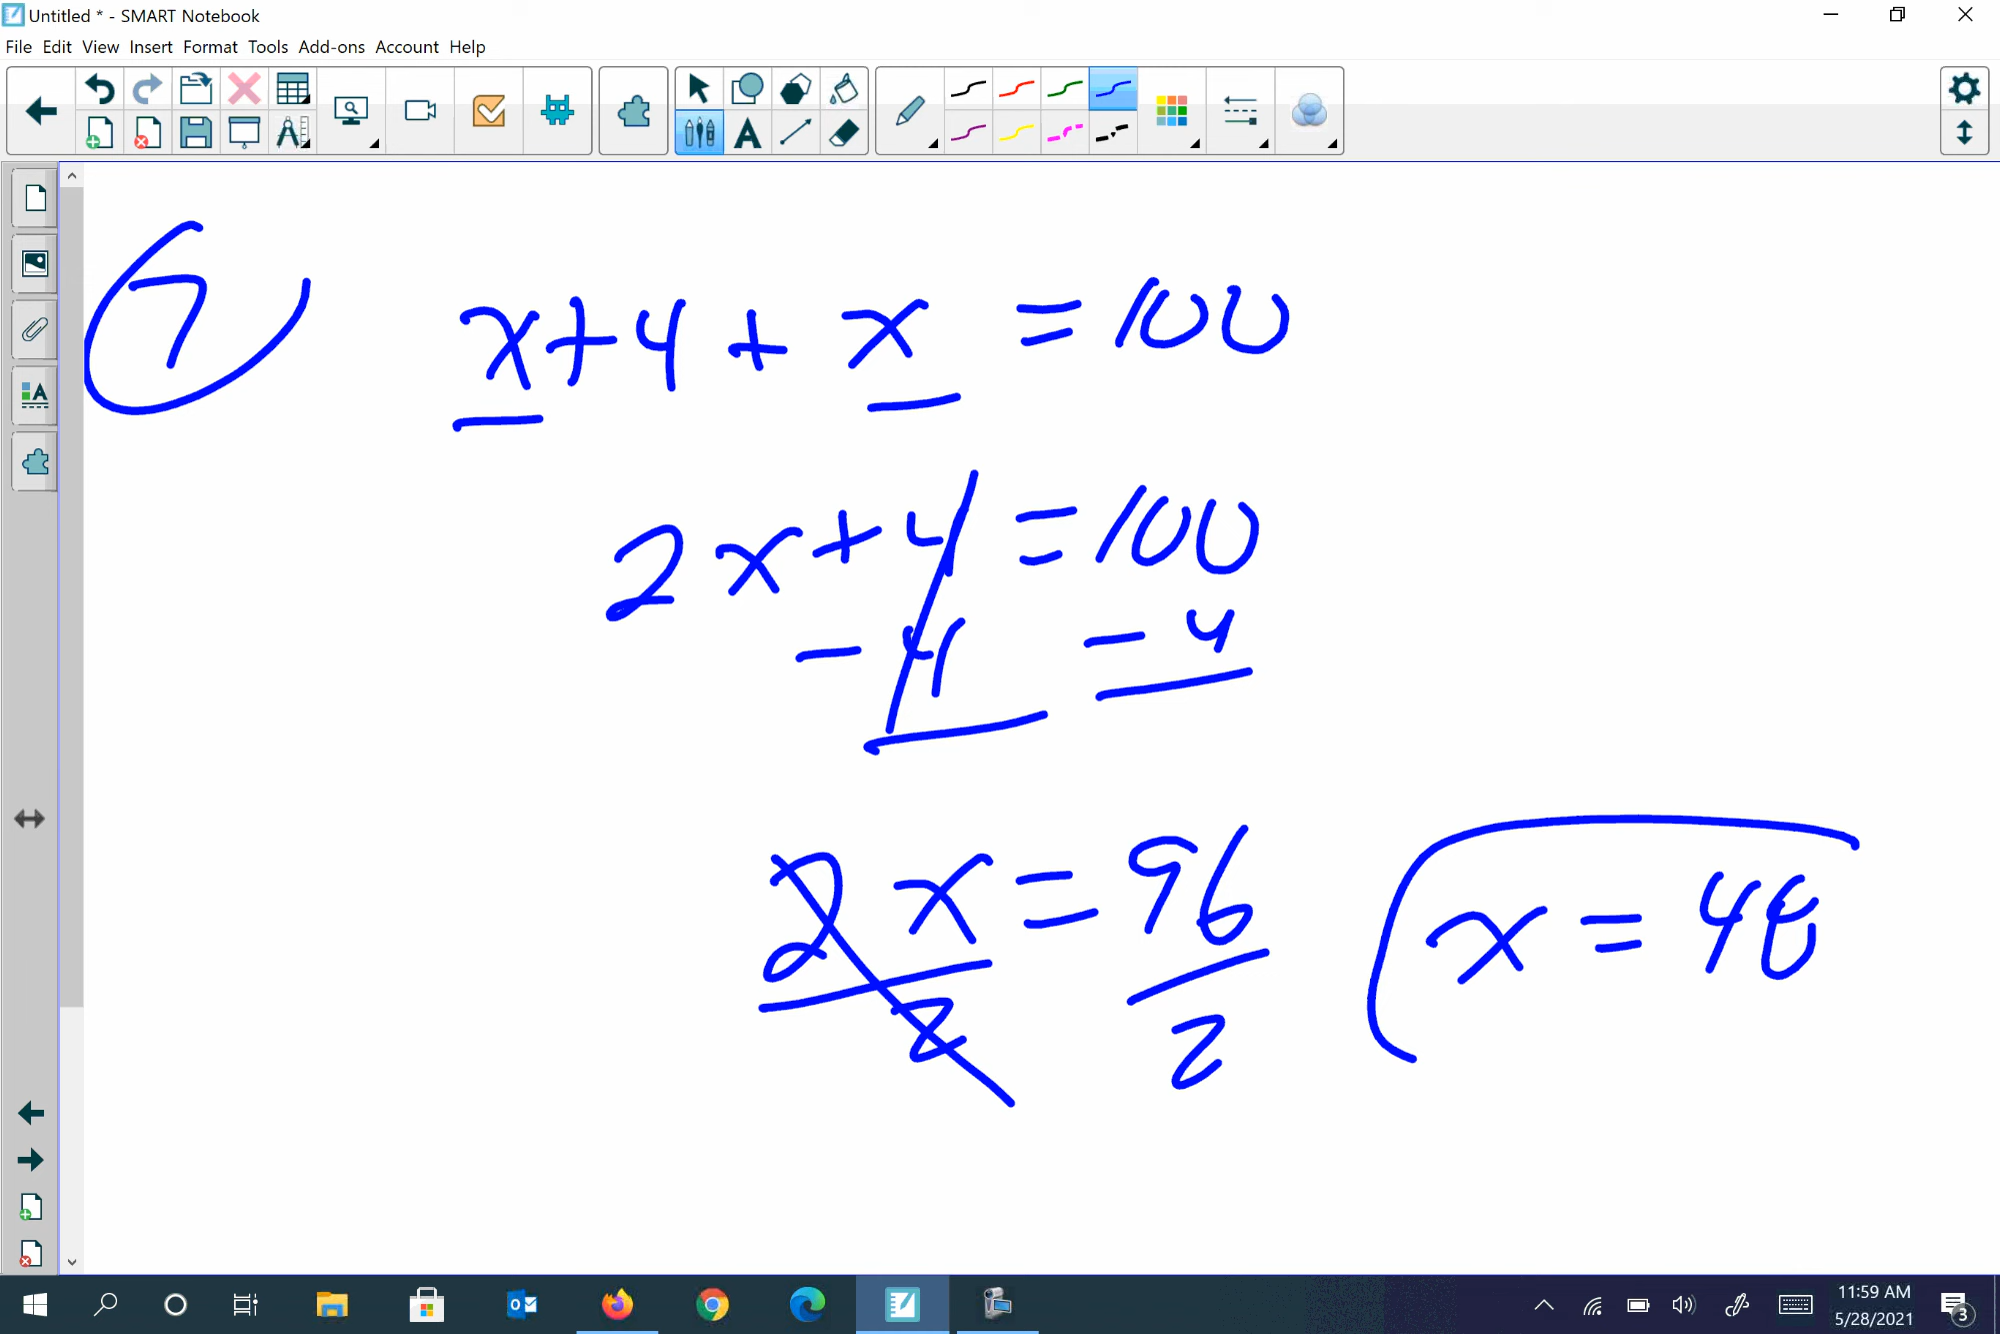 Untitled * - SMART Notebook
File Edit View Insert Format Tools Add-ons Account Help
7
x+4 + x = 100
2x+4 = 100
- 4 - 4
2x = 96
2 2
x = 48
11:59 AM
5/28/2021
3